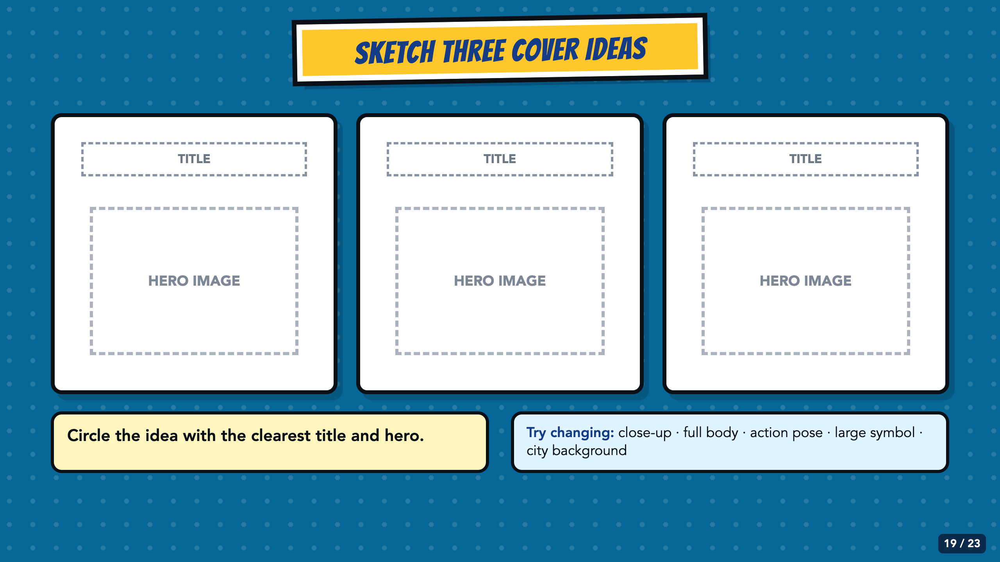 SKETCH THREE COVER IDEAS
TITLE
HERO IMAGE
TITLE
HERO IMAGE
TITLE
HERO IMAGE
Circle the idea with the clearest title and hero.
Try changing: close-up · full body · action pose · large symbol ·
city background
19 / 23